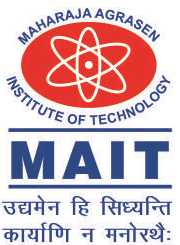 MAHARAJA AGRASEN
INSTITUTE OF TECHNOLOGY
MAIT
उद्यमेन हि सिध्यन्ति
कार्याणि न मनोरथैः